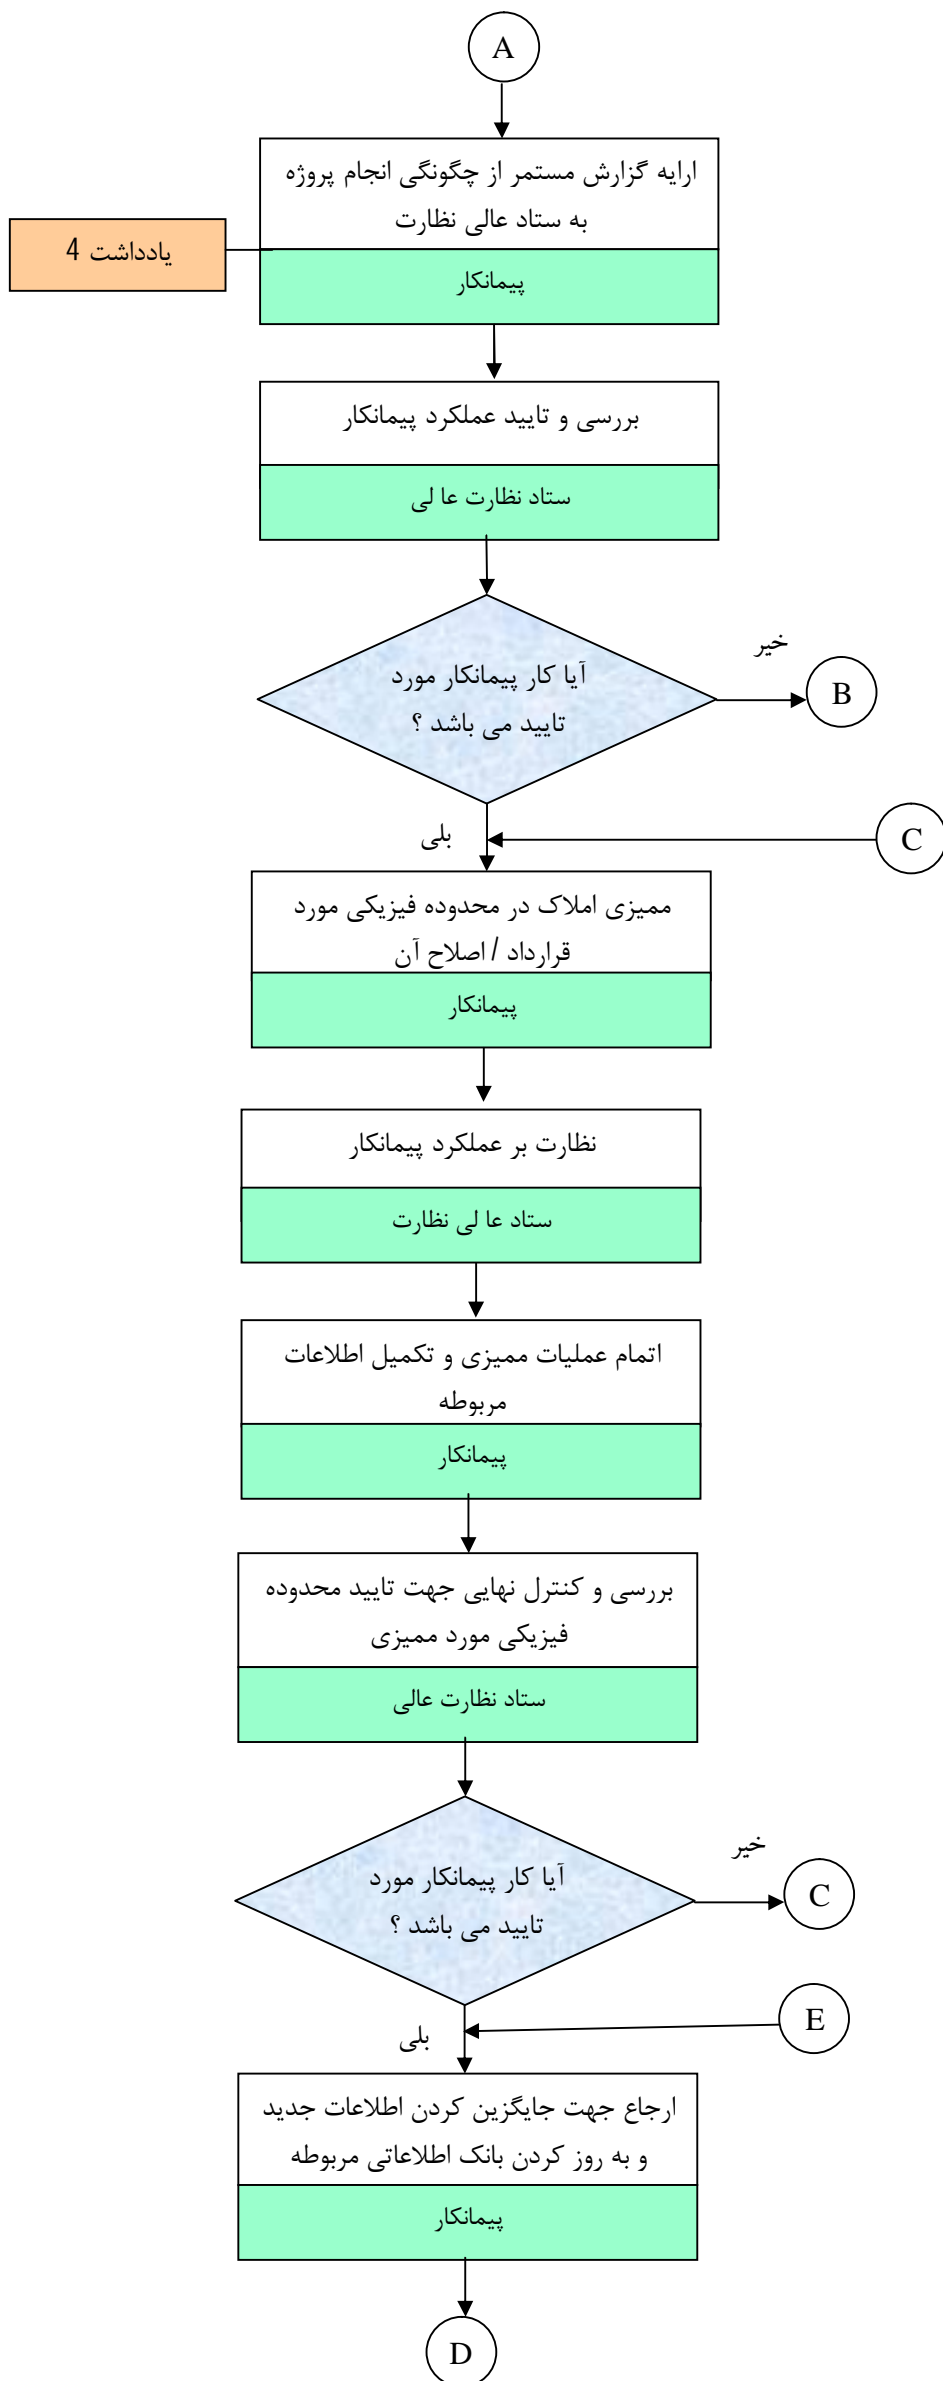 A
ارایه گزارش مستمر از چگونگی انجام پروژه
به ستاد عالی نظارت
پیمانکار
یادداشت 4
بررسی و تایید عملکرد پیمانکار
ستاد نظارت عا لی
آیا کار پیمانکار مورد
تایید می باشد ؟
خیر
B
بلی
C
ممیزی املاک در محدوده فیزیکی مورد
قرارداد / اصلاح آن
پیمانکار
نظارت بر عملکرد پیمانکار
ستاد عا لی نظارت
اتمام عملیات ممیزی و تکمیل اطلاعات
مربوطه
پیمانکار
بررسی و کنترل نهایی جهت تایید محدوده
فیزیکی مورد ممیزی
ستاد نظارت عالی
آیا کار پیمانکار مورد
تایید می باشد ؟
خیر
C
E
بلی
ارجاع جهت جایگزین کردن اطلاعات جدید
و به روز کردن بانک اطلاعاتی مربوطه
پیمانکار
D